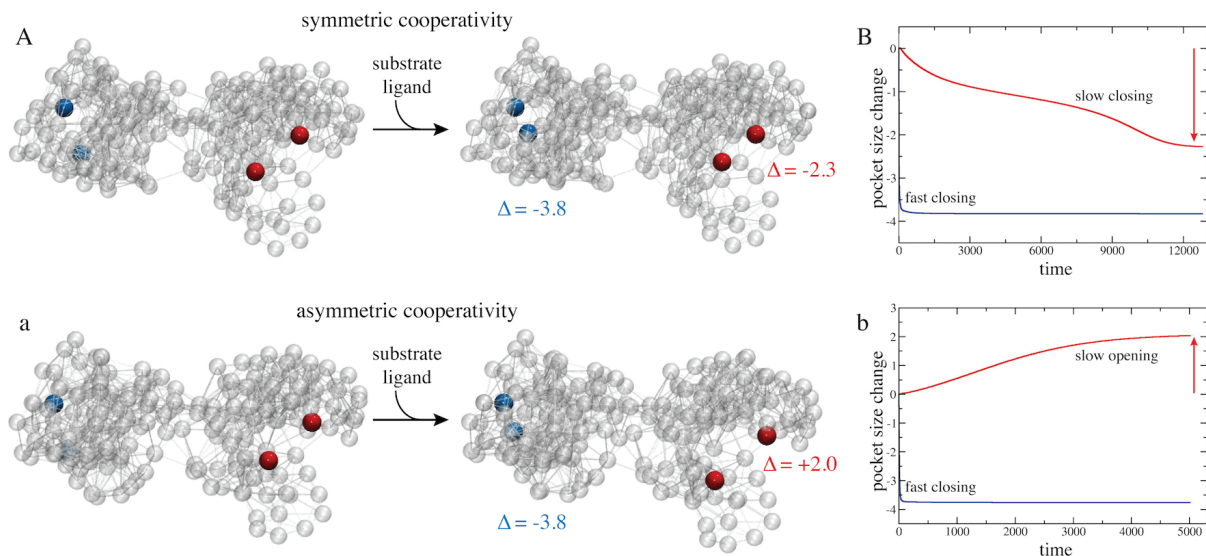 symmetric cooperativity
A
substrate
ligand
Δ = -2.3
Δ = -3.8
B
0
-1
-2
-3
-4
pocket size change
slow closing
fast closing
0
3000
6000
9000
12000
time
asymmetric cooperativity
a
substrate
ligand
Δ = +2.0
Δ = -3.8
b
3
2
1
0
-1
-2
-3
-4
pocket size change
slow opening
fast closing
0
1000
2000
3000
4000
5000
time